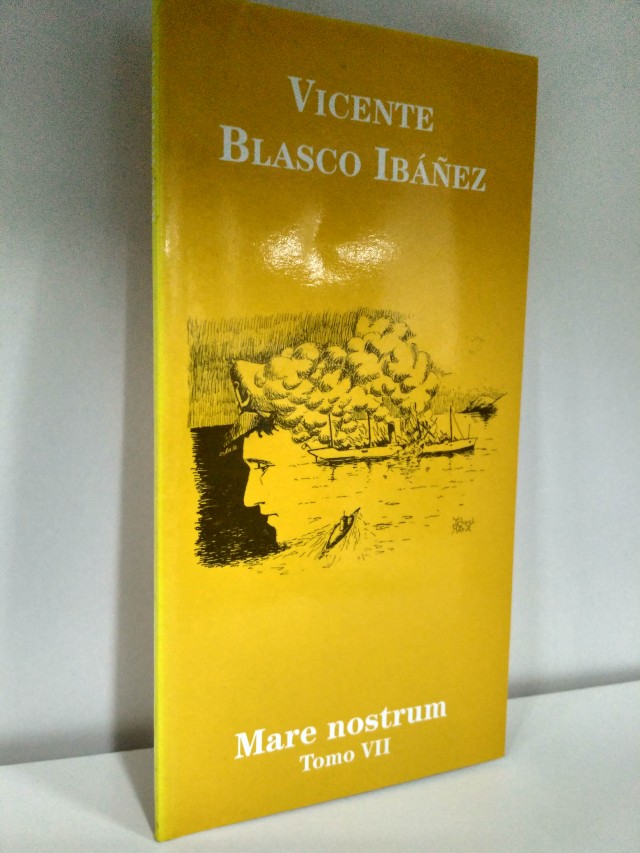 VICENTE
BLASCO IBÁÑEZ
Mare nostrum
Tomo VII